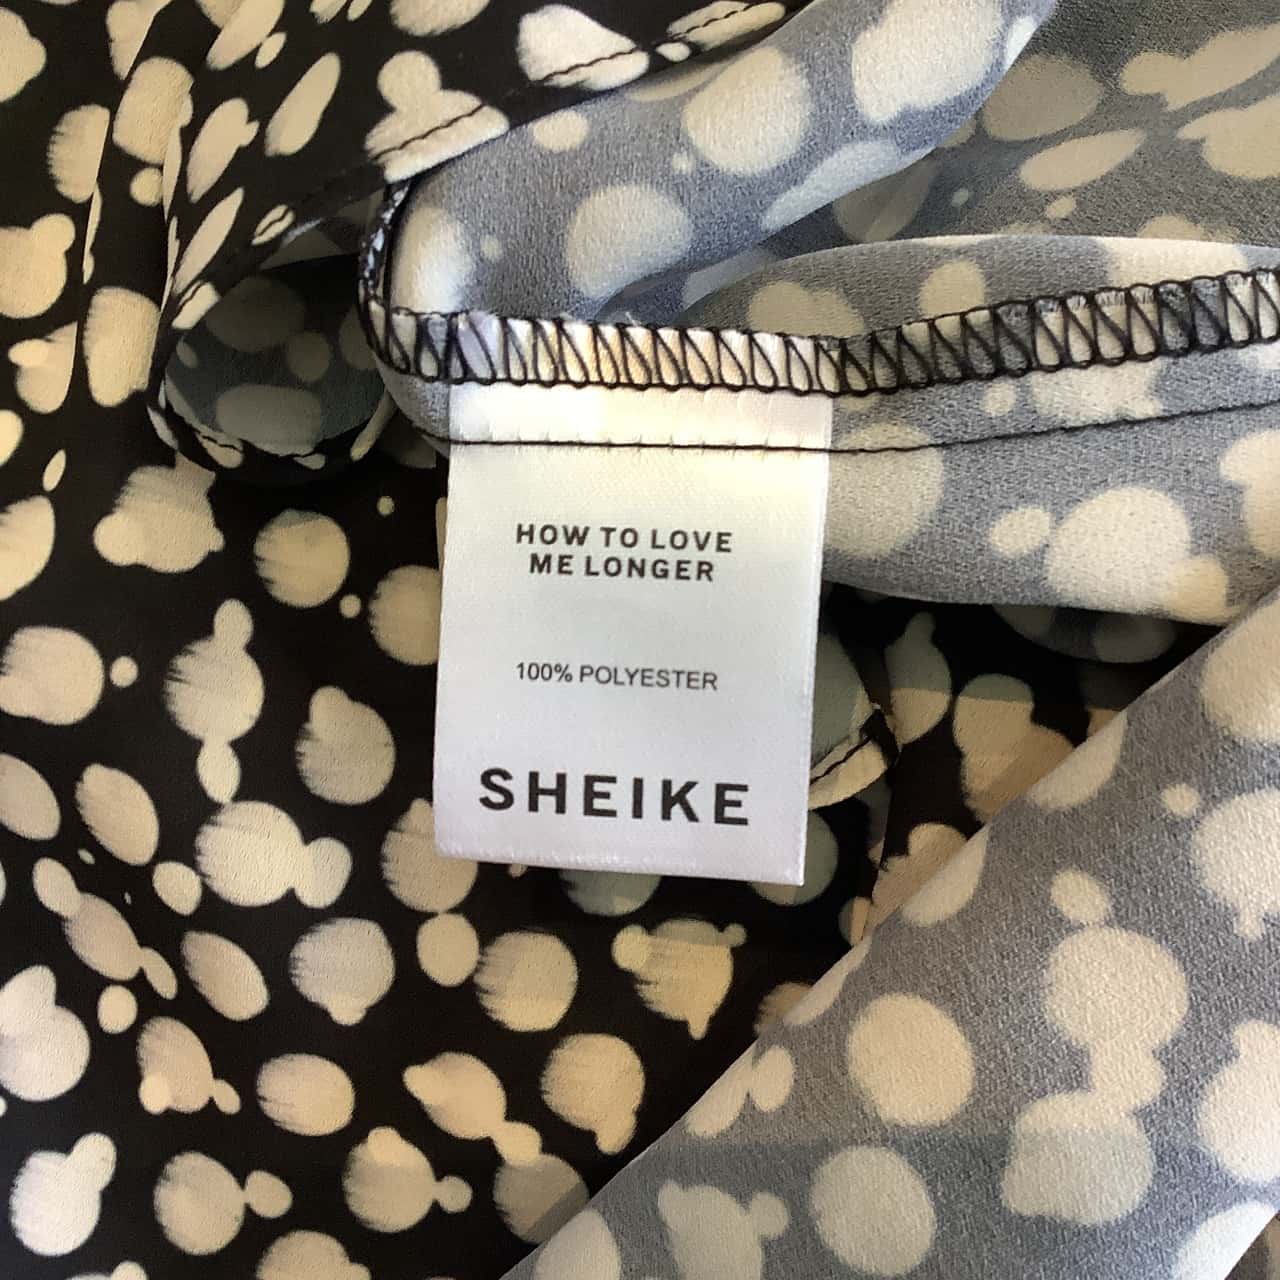 HOW TO LOVE
ME LONGER
100% POLYESTER
SHEIKE